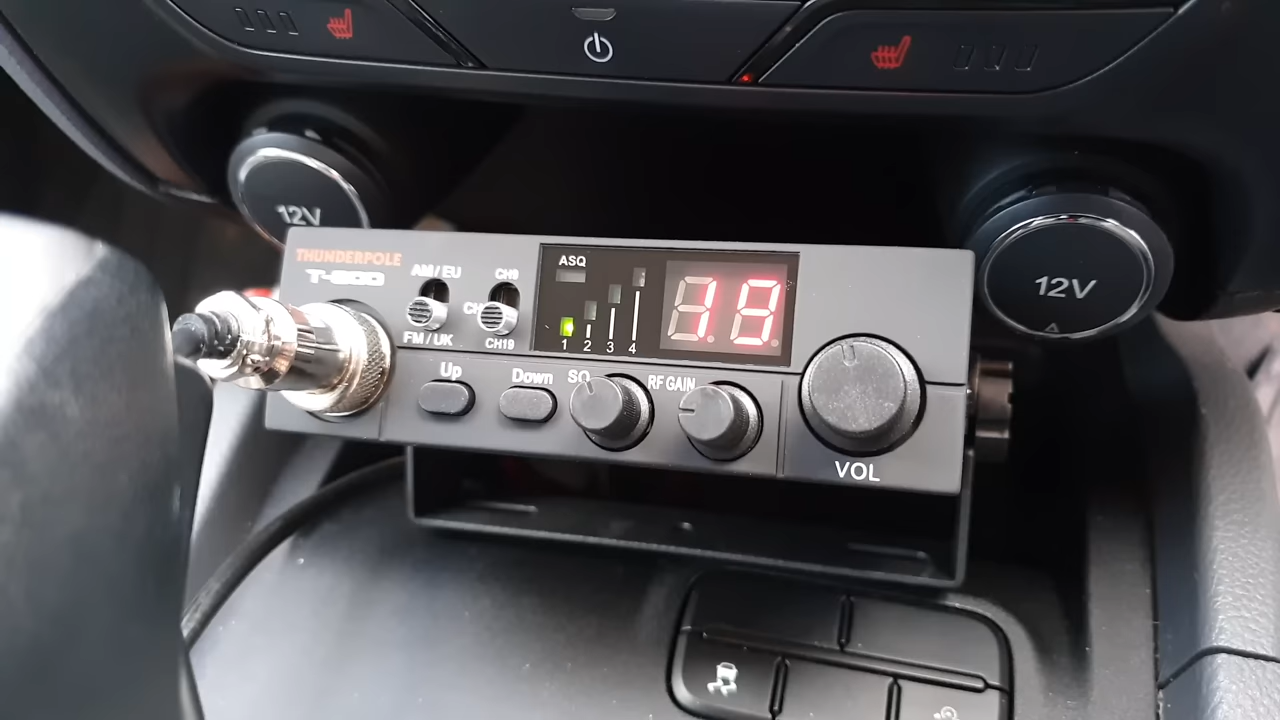 12V
12V
THUNDERPOLE
T-800
AM / EU
FM / UK
CH9
CH19
ASQ
1 2 3 4
19
Up
Down
SQ
RF GAIN
VOL